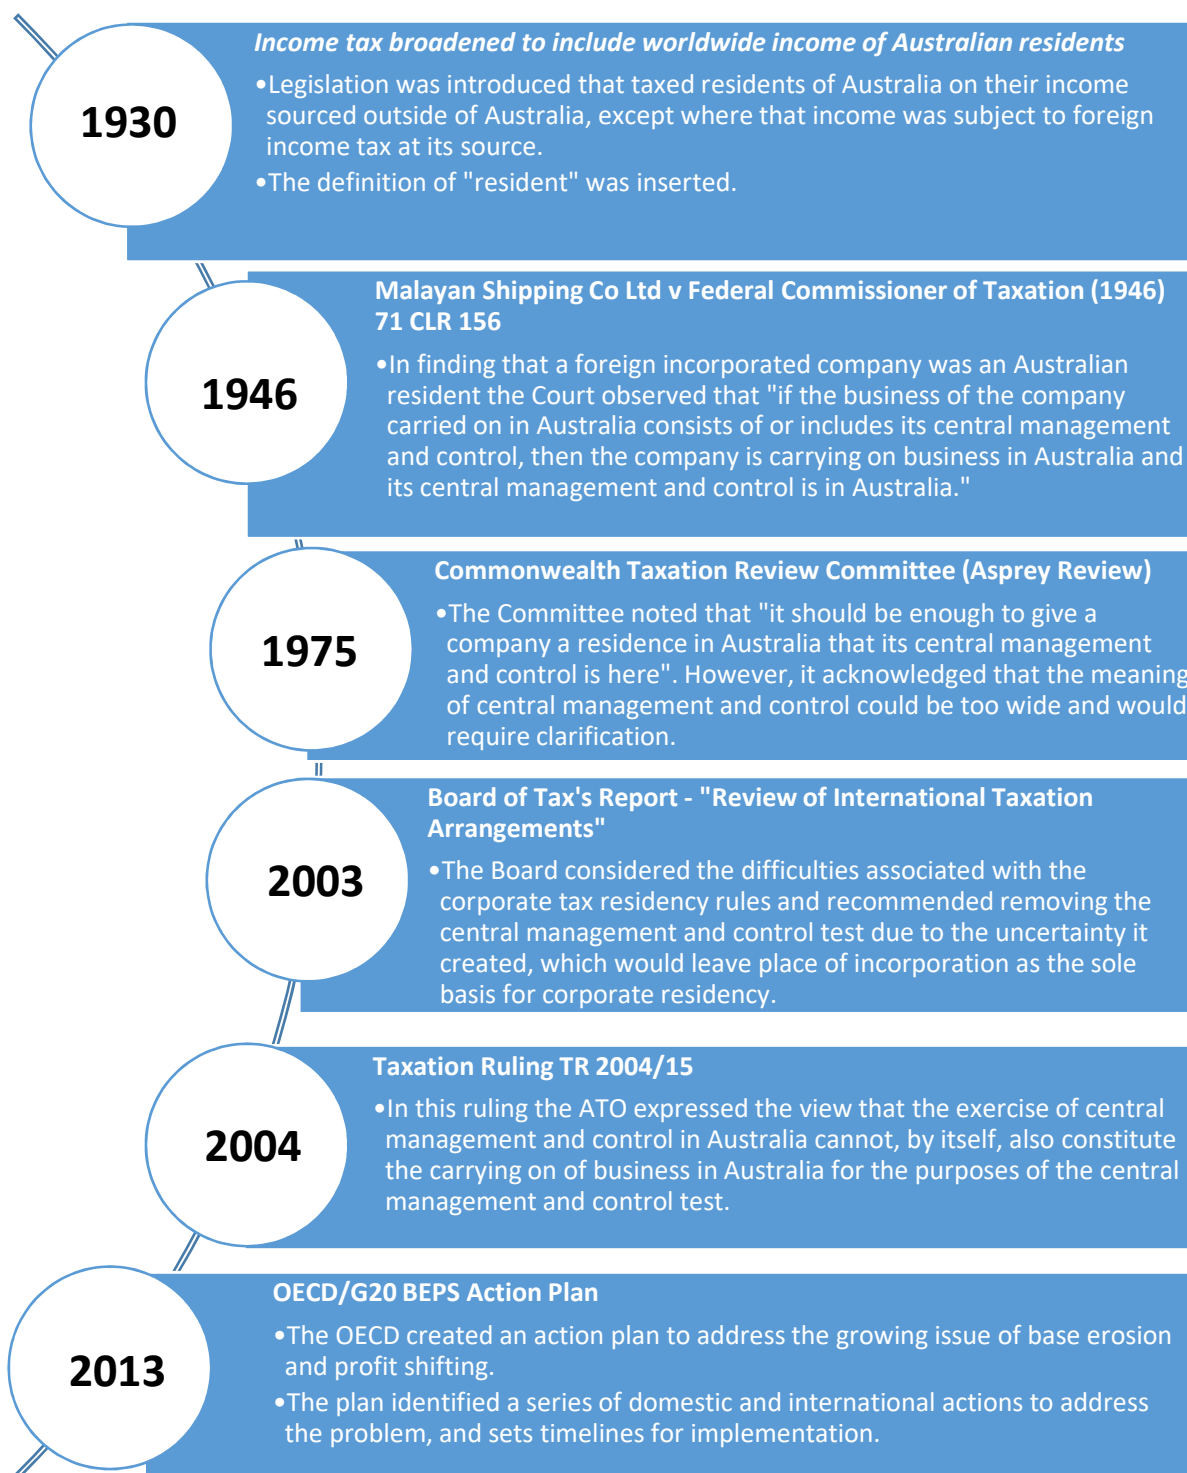 1930
Income tax broadened to include worldwide income of Australian residents
•Legislation was introduced that taxed residents of Australia on their income
sourced outside of Australia, except where that income was subject to foreign
income tax at its source.
•The definition of "resident" was inserted.
1946
Malayan Shipping Co Ltd v Federal Commissioner of Taxation (1946)
71 CLR 156
•In finding that a foreign incorporated company was an Australian
resident the Court observed that "if the business of the company
carried on in Australia consists of or includes its central management
and control, then the company is carrying on business in Australia and
its central management and control is in Australia."
1975
Commonwealth Taxation Review Committee (Asprey Review)
•The Committee noted that "it should be enough to give a
company a residence in Australia that its central management
and control is here". However, it acknowledged that the meaning
of central management and control could be too wide and would
require clarification.
2003
Board of Tax's Report - "Review of International Taxation
Arrangements"
•The Board considered the difficulties associated with the
corporate tax residency rules and recommended removing the
central management and control test due to the uncertainty it
created, which would leave place of incorporation as the sole
basis for corporate residency.
2004
Taxation Ruling TR 2004/15
•In this ruling the ATO expressed the view that the exercise of central
management and control in Australia cannot, by itself, also constitute
the carrying on of business in Australia for the purposes of the central
management and control test.
2013
OECD/G20 BEPS Action Plan
•The OECD created an action plan to address the growing issue of base erosion
and profit shifting.
•The plan identified a series of domestic and international actions to address
the problem, and sets timelines for implementation.